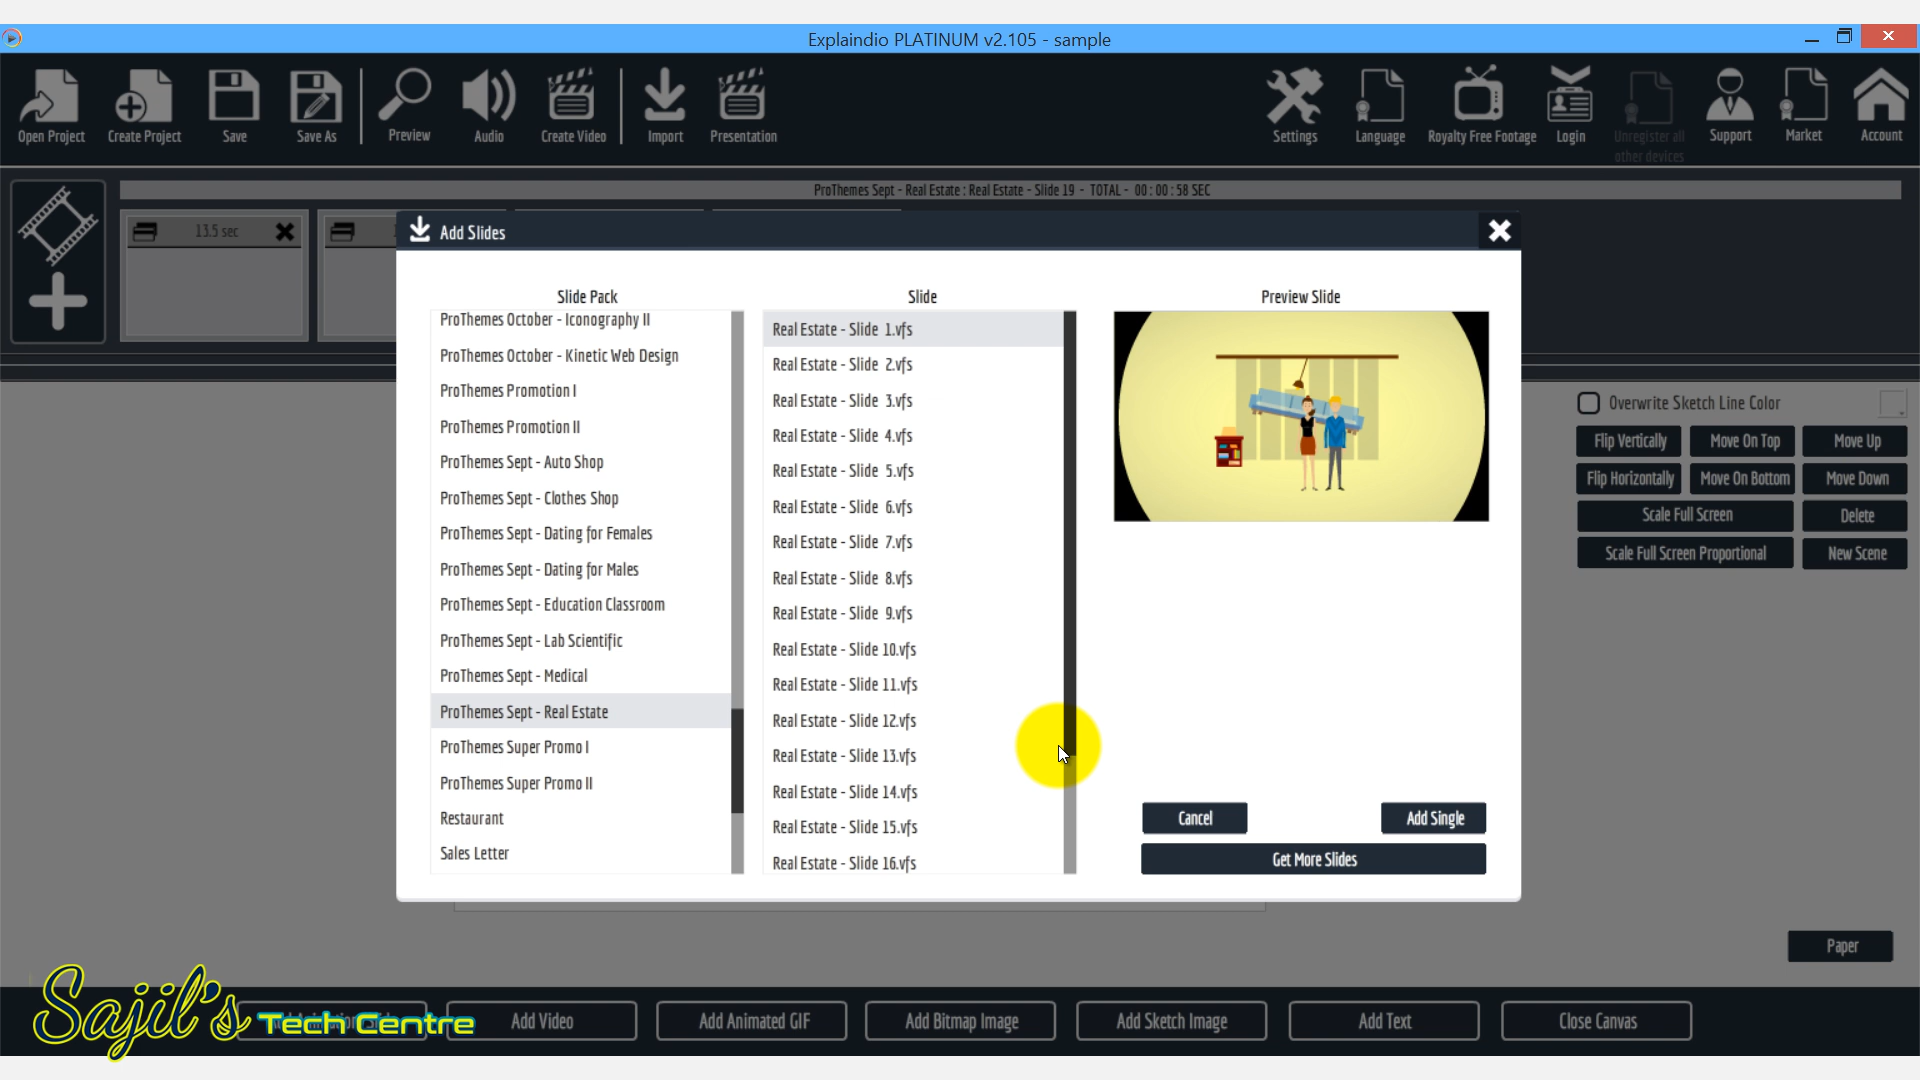 Explaindio PLATINUM v2.105 - sample
Open Project
Create Project
Save
Save As
Preview
Audio
Create Video
Import
Presentation
Settings
Language
Royalty Free Footage
Login
Unregister all
other devices
Support
Market
Account
ProThemes Sept - Real Estate : Real Estate - Slide 19 - TOTAL - 00 : 00 : 58 SEC
13.5 sec
Add Slides
Slide Pack
ProThemes October - Iconography II
ProThemes October - Kinetic Web Design
ProThemes Promotion I
ProThemes Promotion II
ProThemes Sept - Auto Shop
ProThemes Sept - Clothes Shop
ProThemes Sept - Dating for Females
ProThemes Sept - Dating for Males
ProThemes Sept - Education Classroom
ProThemes Sept - Lab Scientific
ProThemes Sept - Medical
ProThemes Sept - Real Estate
ProThemes Super Promo I
ProThemes Super Promo II
Restaurant
Sales Letter
Slide
Real Estate - Slide 1.vfs
Real Estate - Slide 2.vfs
Real Estate - Slide 3.vfs
Real Estate - Slide 4.vfs
Real Estate - Slide 5.vfs
Real Estate - Slide 6.vfs
Real Estate - Slide 7.vfs
Real Estate - Slide 8.vfs
Real Estate - Slide 9.vfs
Real Estate - Slide 10.vfs
Real Estate - Slide 11.vfs
Real Estate - Slide 12.vfs
Real Estate - Slide 13.vfs
Real Estate - Slide 14.vfs
Real Estate - Slide 15.vfs
Real Estate - Slide 16.vfs
Preview Slide
Cancel
Add Single
Get More Slides
Overwrite Sketch Line Color
Flip Vertically
Move On Top
Move Up
Flip Horizontally
Move On Bottom
Move Down
Scale Full Screen
Delete
Scale Full Screen Proportional
New Scene
Paper
Sajil's Tech Centre
Add Video
Add Animated GIF
Add Bitmap Image
Add Sketch Image
Add Text
Close Canvas